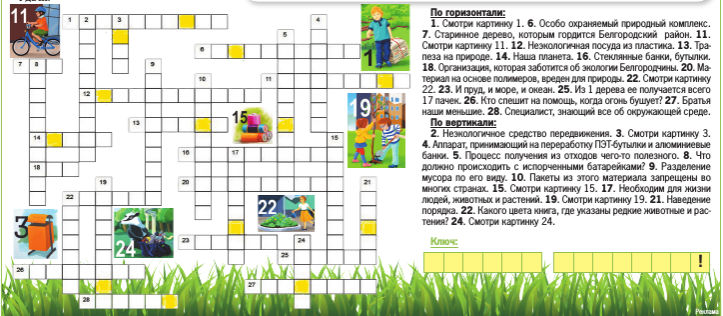 11
1
2
3
4
5
6
1
7 8
9
10
11
12
19
13
15
14
15
16
17
18
19
20
21
22
22
3
24
23
24
25
26
27
28
По горизонтали:
1. Смотри картинку 1. 6. Особо охраняемый природный комплекс.
7. Старинное дерево, которым гордится Белгородский район. 11.
Смотри картинку 11. 12. Неэкологичная посуда из пластика. 13. Тра-
пеза на природе. 14. Наша планета. 16. Стеклянные банки, бутылки.
18. Организация, которая заботится об экологии Белгородчины. 20. Ма-
териал на основе полимеров, вреден для природы. 22. Смотри картинку
22. 23. И пруд, и море, и океан. 25. Из 1 дерева ее получается всего
17 пачек. 26. Кто спешит на помощь, когда огонь бушует? 27. Братья
наши меньшие. 28. Специалист, знающий все об окружающей среде.
По вертикали:
2. Неэкологичное средство передвижения. 3. Смотри картинку 3.
4. Аппарат, принимающий на переработку ПЭТ-бутылки и алюминиевые
банки. 5. Процесс получения из отходов чего-то полезного. 8. Что
должно происходить с испорченными батарейками? 9. Разделение
мусора по его виду. 10. Пакеты из этого материала запрещены во
многих странах. 15. Смотри картинку 15. 17. Необходим для жизни
людей, животных и растений. 19. Смотри картинку 19. 21. Наведение
порядка. 22. Какого цвета книга, где указаны редкие животные и рас-
тения? 24. Смотри картинку 24.
Ключ:
!
Реклама